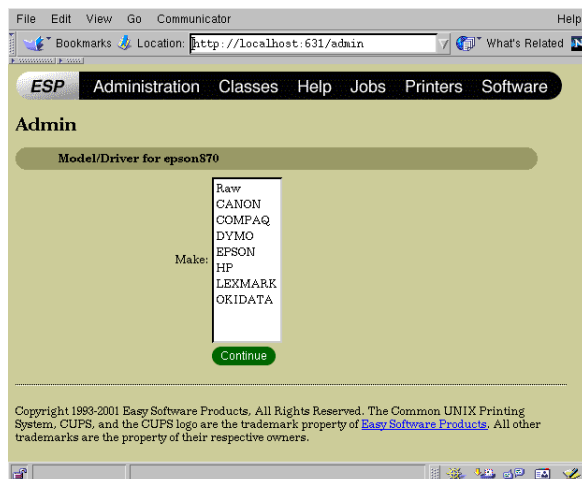 File Edit View Go Communicator Help
Bookmarks Location: http://localhost:631/admin What's Related N
ESP Administration Classes Help Jobs Printers Software
Admin
Model/Driver for epson870
Make:
Raw
CANON
COMPAQ
DYMO
EPSON
HP
LEXMARK
OKIDATA
Continue
Copyright 1993-2001 Easy Software Products, All Rights Reserved. The Common UNIX Printing
System, CUPS, and the CUPS logo are the trademark property of Easy Software Products. All other
trademarks are the property of their respective owners.